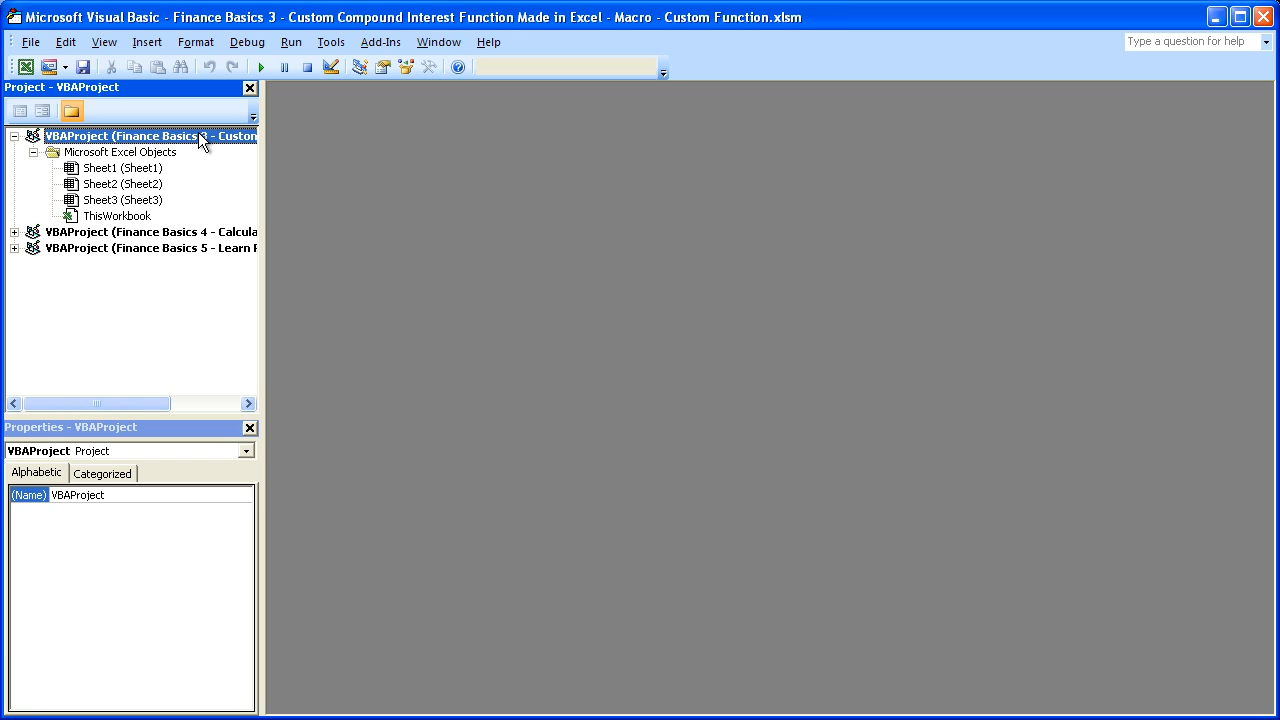 Microsoft Visual Basic - Finance Basics 3 - Custom Compound Interest Function Made in Excel - Macro - Custom Function.xlsm
File Edit View Insert Format Debug Run Tools Add-Ins Window Help
Type a question for help
Project - VBAProject
VBAProject (Finance Basics 3 - Custon
Microsoft Excel Objects
Sheet1 (Sheet1)
Sheet2 (Sheet2)
Sheet3 (Sheet3)
ThisWorkbook
VBAProject (Finance Basics 4 - Calcula
VBAProject (Finance Basics 5 - Learn F
Properties - VBAProject
VBAProject Project
Alphabetic Categorized
(Name) VBAProject